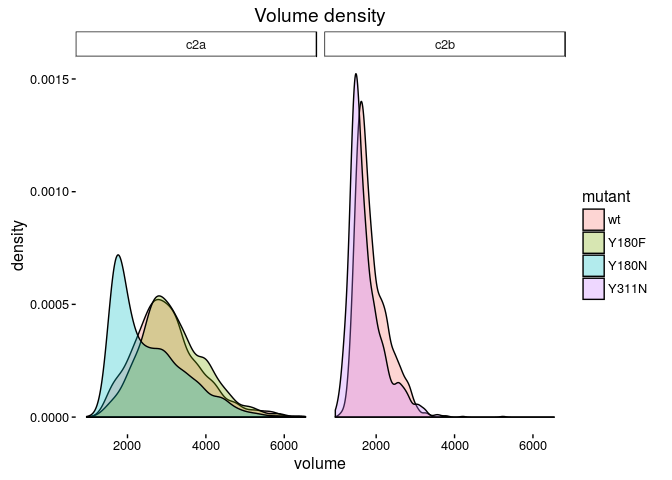 Volume density
c2a c2b
0.0015
0.0010
0.0005
0.0000
density
2000 4000 6000 2000 4000 6000
volume
mutant
wt
Y180F
Y180N
Y311N